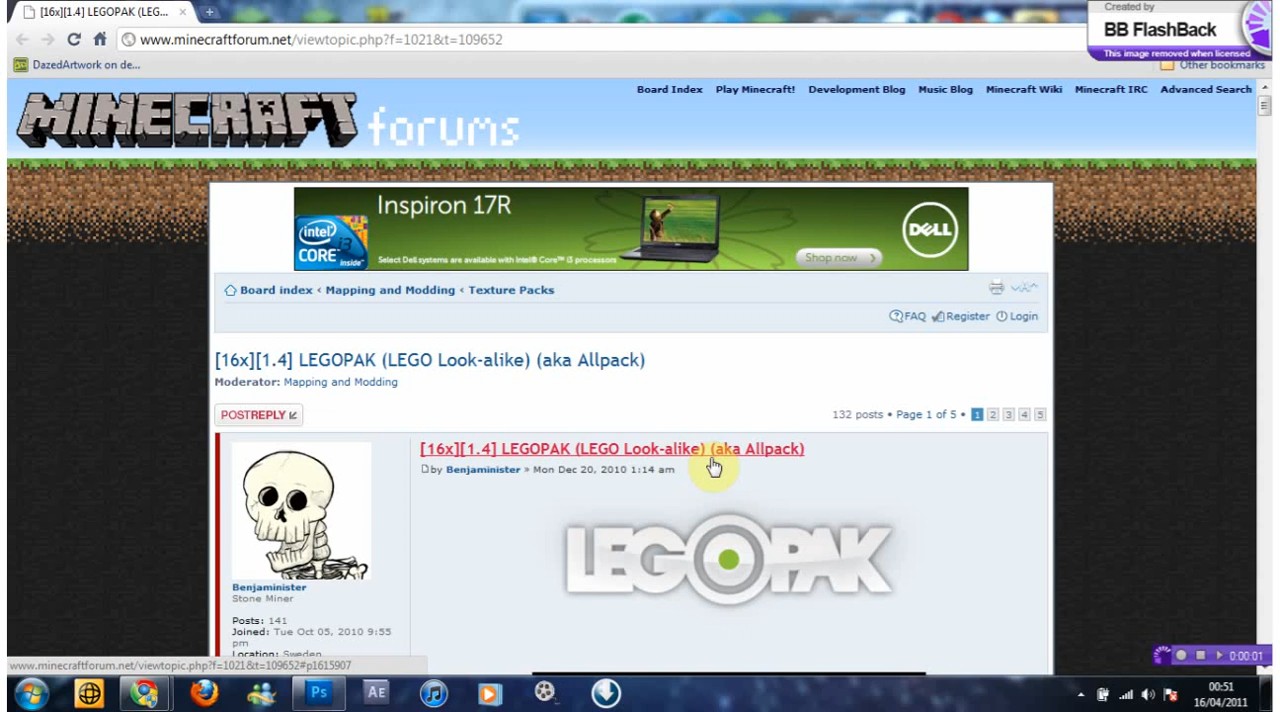 [16x][1.4] LEGOPAK (LEG...
Created by
BB FlashBack
This image removed when licensed
www.minecraftforum.net/viewtopic.php?f=1021&t=109652
DazedArtwork on de...
Other bookmarks
Board Index Play Minecraft! Development Blog Music Blog Minecraft Wiki Minecraft IRC Advanced Search
MINECRAFT forums
Inspiron 17R
intel
CORE i3
inside
Select Dell systems are available with Intel® Core™ i3 processors
Shop now
DELL
Board index ‹ Mapping and Modding ‹ Texture Packs
FAQ Register Login
[16x][1.4] LEGOPAK (LEGO Look-alike) (aka Allpack)
Moderator: Mapping and Modding
POSTREPLY
132 posts • Page 1 of 5 • 1 2 3 4 5
[16x][1.4] LEGOPAK (LEGO Look-alike) (aka Allpack)
by Benjaminister » Mon Dec 20, 2010 1:14 am
LEGOPAK
Benjaminister
Stone Miner
Posts: 141
Joined: Tue Oct 05, 2010 9:55
pm
Location: Sweden
www.minecraftforum.net/viewtopic.php?f=1021&t=109652#p1615907
0:00:01
Ps
AE
00:51
16/04/2011